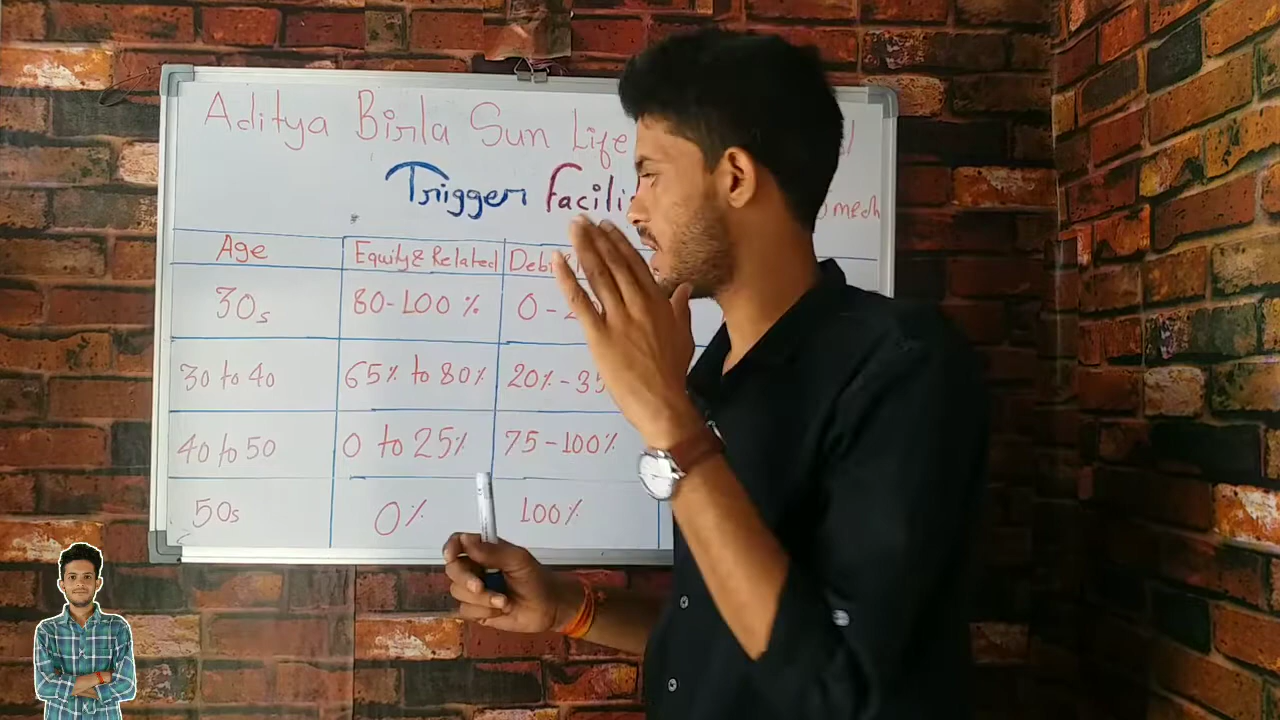 Aditya Birla Sun Life
Trigger
Age Equity & Related
30s 80-100 % 0 -
30 to 40 65% to 80% 20% -
40 to 50 0 to 25% 75-100%
50s 0% 100%